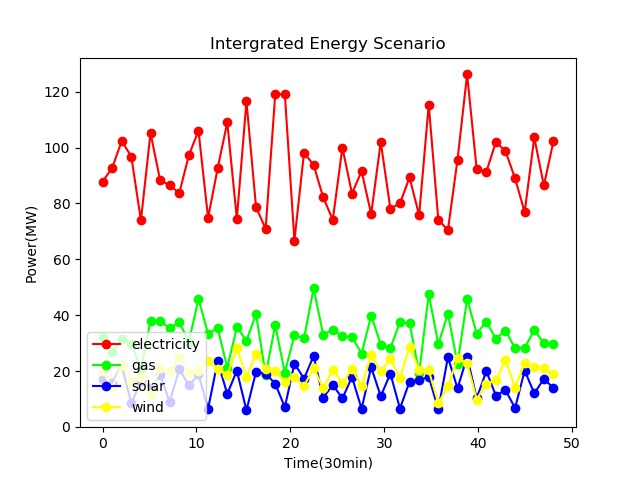 Intergrated Energy Scenario
Power(MW)
120
100
80
60
40
20
0
electricity
gas
solar
wind
0 10 20 30 40 50
Time(30min)